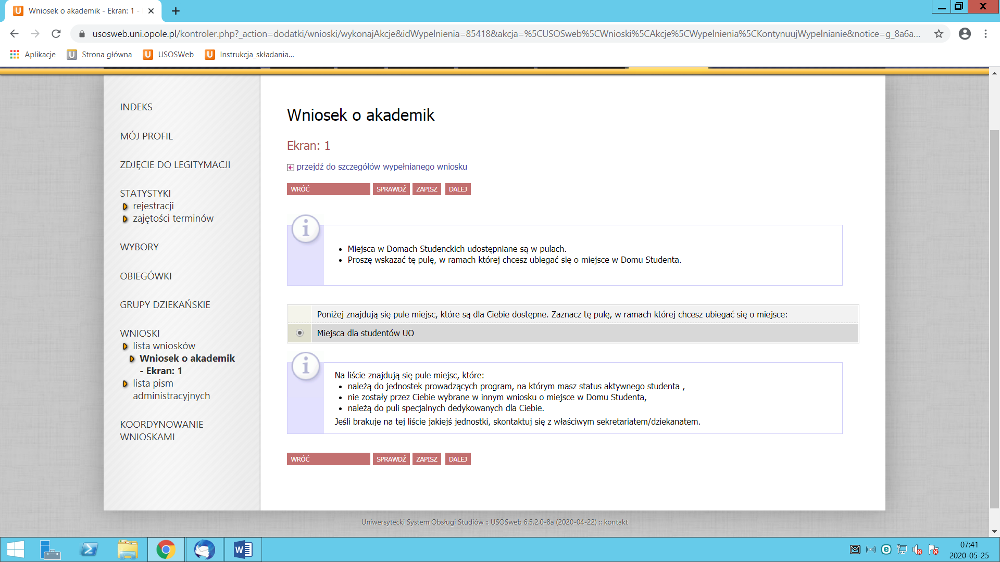 Wniosek o akademik - Ekran: 1 -
usosweb.uni.opole.pl/kontroler.php?_action=dodatki/wnioski/wykonajAkcje&idWypelnienia=85418&akcja=%5CUSOSweb%5CWnioski%5CAkcje%5CWypelnienia%5CKontynuujWypelnianie&notice=g_8a6a...
Aplikacje
Strona główna
USOSWeb
Instrukcja_składania...
INDEKS
MÓJ PROFIL
ZDJĘCIE DO LEGITYMACJI
STATYSTYKI
rejestracji
zajętości terminów
WYBORY
OBIEGÓWKI
GRUPY DZIEKAŃSKIE
WNIOSKI
lista wniosków
Wniosek o akademik
- Ekran: 1
lista pism
administracyjnych
KOORDYNOWANIE
WNIOSKAMI
Wniosek o akademik
Ekran: 1
przejdź do szczegółów wypełnianego wniosku
WRÓĆ SPRAWDŹ ZAPISZ DALEJ
Miejsca w Domach Studenckich udostępniane są w pulach.
Proszę wskazać tę pulę, w ramach której chcesz ubiegać się o miejsce w Domu Studenta.
Poniżej znajdują się pule miejsc, które są dla Ciebie dostępne. Zaznacz tę pulę, w ramach której chcesz ubiegać się o miejsce:
Miejsca dla studentów UO
Na liście znajdują się pule miejsc, które:
należą do jednostek prowadzących program, na którym masz status aktywnego studenta ,
nie zostały przez Ciebie wybrane w innym wniosku o miejsce w Domu Studenta,
należą do puli specjalnych dedykowanych dla Ciebie.
Jeśli brakuje na tej liście jakiejś jednostki, skontaktuj się z właściwym sekretariatem/dziekanatem.
WRÓĆ SPRAWDŹ ZAPISZ DALEJ
Uniwersytecki System Obsługi Studiów :: USOSweb 6.5.2.0-8a (2020-04-22) :: kontakt
07:41
2020-05-25